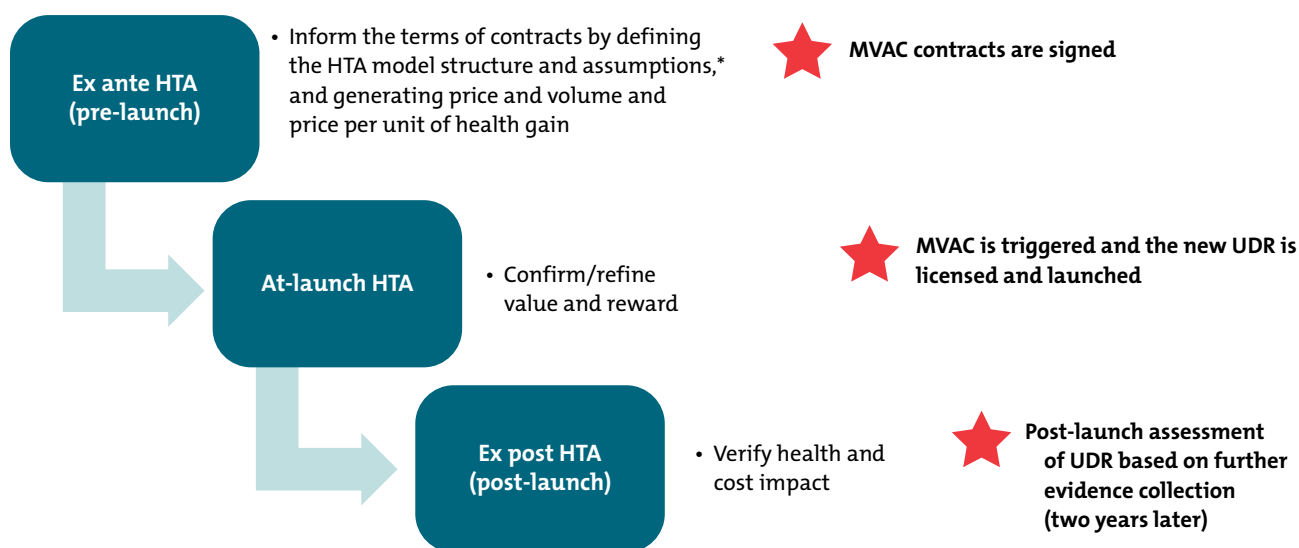 Ex ante HTA
(pre-launch)
• Inform the terms of contracts by defining
the HTA model structure and assumptions,*
and generating price and volume and
price per unit of health gain
MVAC contracts are signed
At-launch HTA
• Confirm/refine
value and reward
MVAC is triggered and the new UDR is
licensed and launched
Ex post HTA
(post-launch)
• Verify health and
cost impact
Post-launch assessment
of UDR based on further
evidence collection
(two years later)